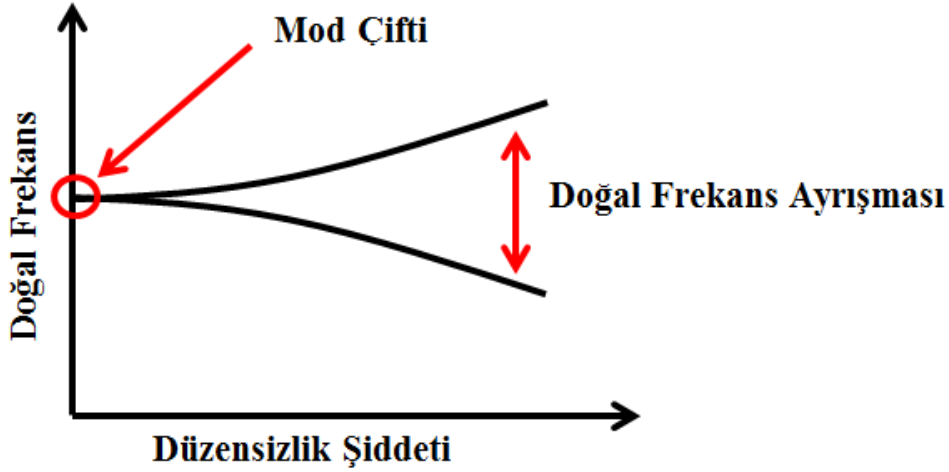 Mod Çifti
Doğal Frekans
Doğal Frekans Ayrışması
Düzensizlik Şiddeti